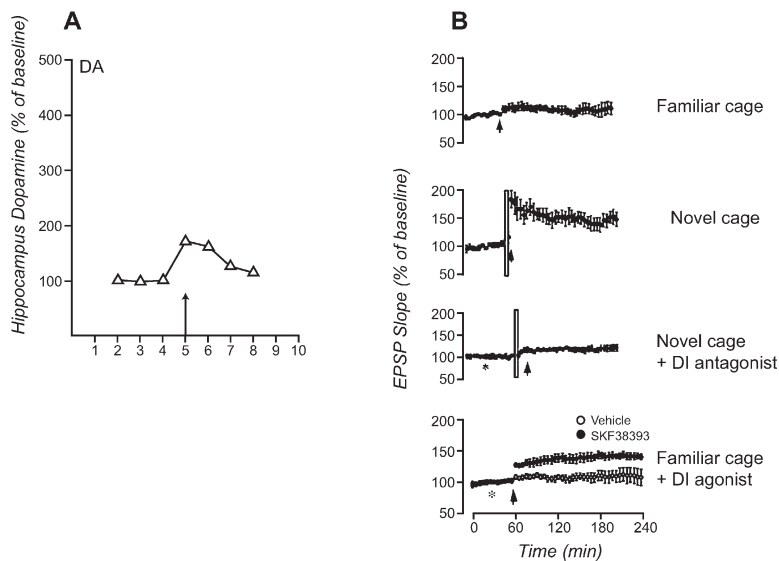 A
Hippocampus Dopamine (% of baseline)
500
400
300
200
100
DA
1 2 3 4 5 6 7 8 9 10
B
EPSP Slope (% of baseline)
200
150
100
50
Familiar cage
200
150
100
50
Novel cage
200
150
100
50
*
Novel cage
+ DI antagonist
200
150
100
50
Vehicle
SKF38393
*
Familiar cage
+ DI agonist
0 60 120 180 240
Time (min)